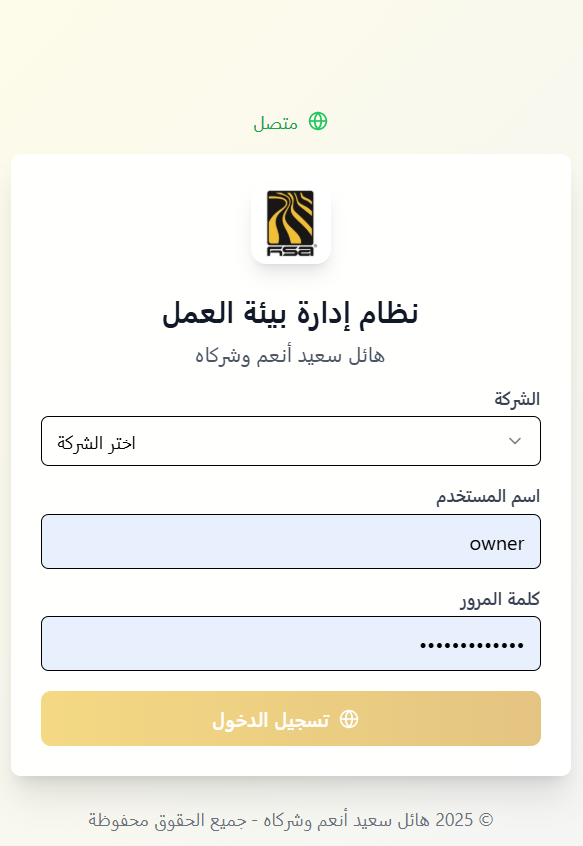 متصل
HSA
نظام إدارة بيئة العمل
هائل سعيد أنعم وشركاه
الشركة
اختر الشركة
اسم المستخدم
owner
كلمة المرور
•••••••••••••
تسجيل الدخول
© 2025 هائل سعيد أنعم وشركاه - جميع الحقوق محفوظة